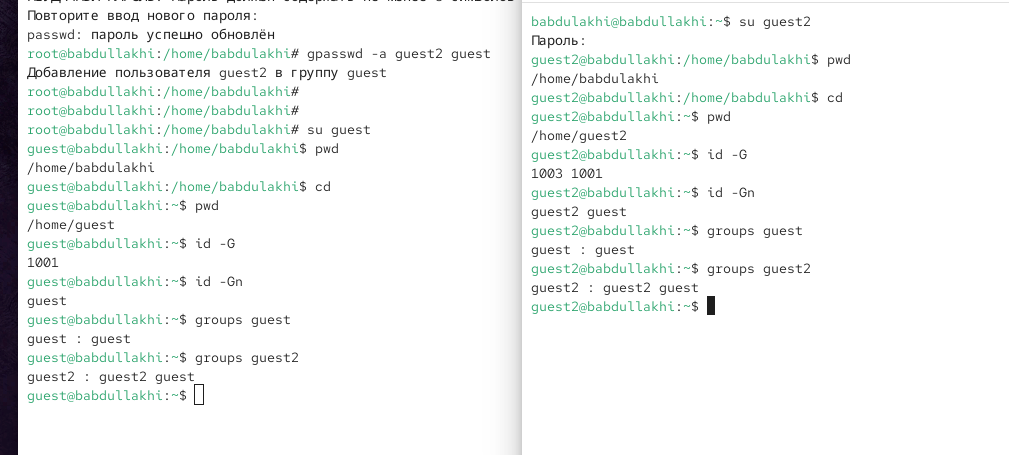 Повторите ввод нового пароля:
passwd: пароль успешно обновлён
root@babdullakhi:/home/babdulakhi# gpasswd -a guest2 guest
Добавление пользователя guest2 в группу guest
root@babdullakhi:/home/babdulakhi#
root@babdullakhi:/home/babdulakhi#
root@babdullakhi:/home/babdulakhi# su guest
guest@babdullakhi:/home/babdulakhi$ pwd
/home/babdulakhi
guest@babdullakhi:/home/babdulakhi$ cd
guest@babdullakhi:~$ pwd
/home/guest
guest@babdullakhi:~$ id -G
1001
guest@babdullakhi:~$ id -Gn
guest
guest@babdullakhi:~$ groups guest
guest : guest
guest@babdullakhi:~$ groups guest2
guest2 : guest2 guest
guest@babdullakhi:~$
babdulakhi@babdullakhi:~$ su guest2
Пароль:
guest2@babdullakhi:/home/babdulakhi$ pwd
/home/babdulakhi
guest2@babdullakhi:/home/babdulakhi$ cd
guest2@babdullakhi:~$ pwd
/home/guest2
guest2@babdullakhi:~$ id -G
1003 1001
guest2@babdullakhi:~$ id -Gn
guest2 guest
guest2@babdullakhi:~$ groups guest
guest : guest
guest2@babdullakhi:~$ groups guest2
guest2 : guest2 guest
guest2@babdullakhi:~$